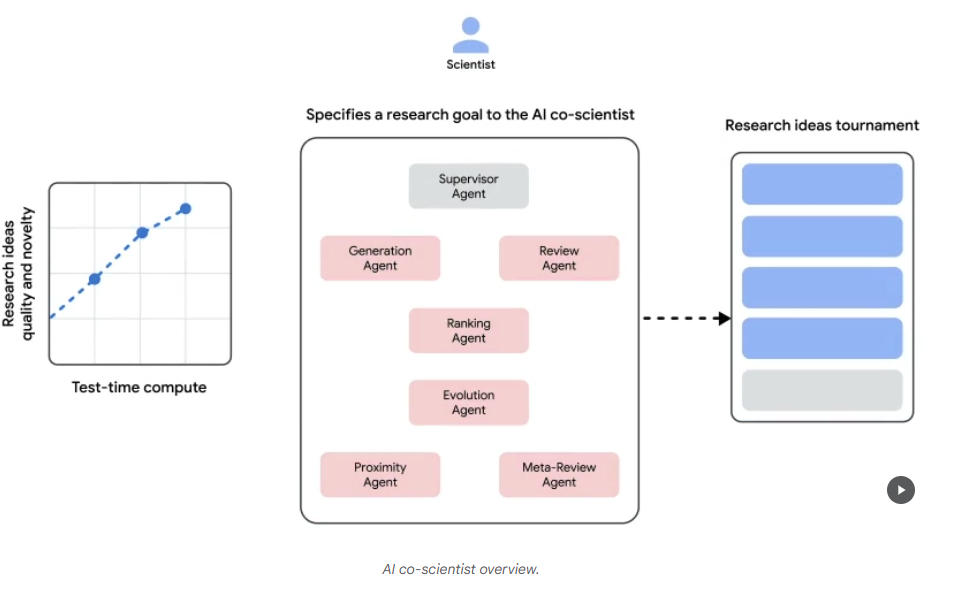 Scientist
Specifies a research goal to the AI co-scientist
Research ideas tournament
Supervisor
Agent
Generation
Agent
Review
Agent
Ranking
Agent
Evolution
Agent
Proximity
Agent
Meta-Review
Agent
Research ideas
quality and novelty
Test-time compute
AI co-scientist overview.